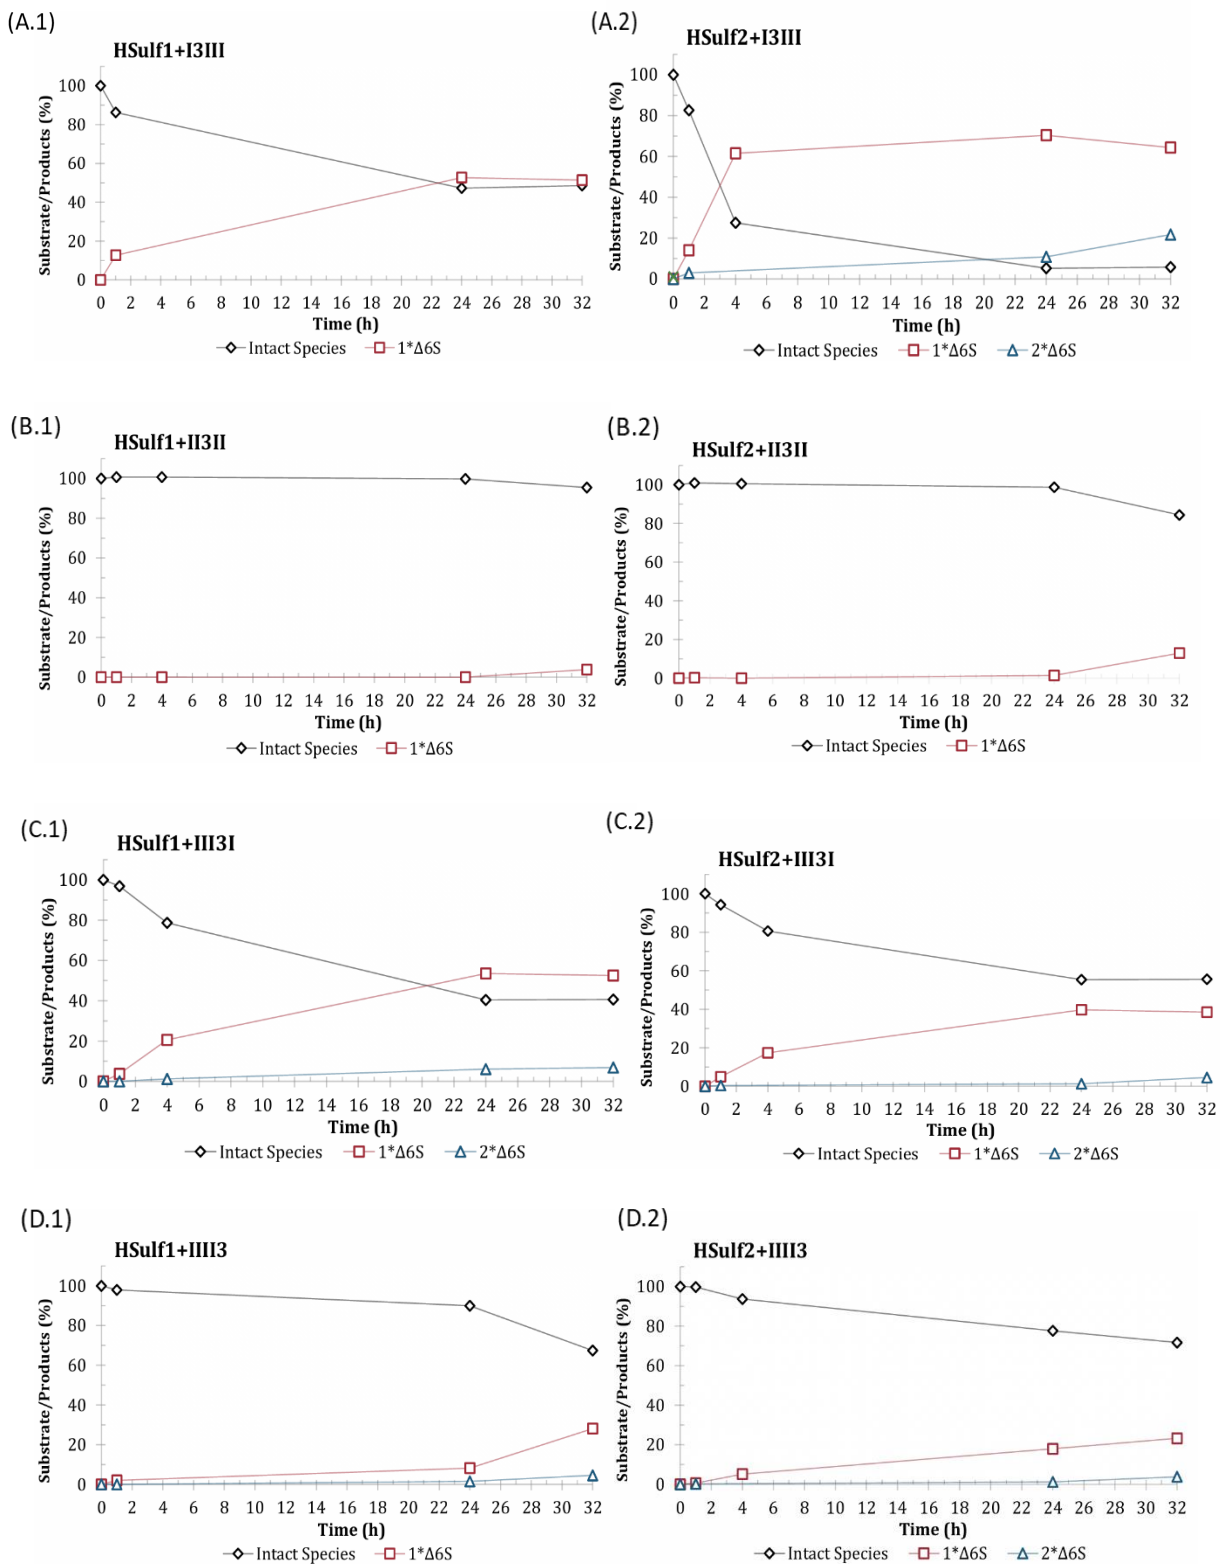 (A.1)
HSulf1+I3III
Substrate/Products (%)
100
80
60
40
20
0
0 2 4 6 8 10 12 14 16 18 20 22 24 26 28 30 32
Time (h)
Intact Species 1*Δ6S
(A.2)
HSulf2+I3III
Substrate/Products (%)
100
80
60
40
20
0
0 2 4 6 8 10 12 14 16 18 20 22 24 26 28 30 32
Time (h)
Intact Species 1*Δ6S 2*Δ6S
(B.1)
HSulf1+II3II
Substrate/Products (%)
100
80
60
40
20
0
0 2 4 6 8 10 12 14 16 18 20 22 24 26 28 30 32
Time (h)
Intact Species 1*Δ6S
(B.2)
HSulf2+II3II
Substrate/Products (%)
100
80
60
40
20
0
0 2 4 6 8 10 12 14 16 18 20 22 24 26 28 30 32
Time (h)
Intact Species 1*Δ6S
(C.1)
HSulf1+III3I
Substrate/Products (%)
100
80
60
40
20
0
0 2 4 6 8 10 12 14 16 18 20 22 24 26 28 30 32
Time (h)
Intact Species 1*Δ6S 2*Δ6S
(C.2)
HSulf2+III3I
Substrate/Products (%)
100
80
60
40
20
0
0 2 4 6 8 10 12 14 16 18 20 22 24 26 28 30 32
Time (h)
Intact Species 1*Δ6S 2*Δ6S
(D.1)
HSulf1+IIII3
Substrate/Products (%)
100
80
60
40
20
0
0 2 4 6 8 10 12 14 16 18 20 22 24 26 28 30 32
Time (h)
Intact Species 1*Δ6S 2*Δ6S
(D.2)
HSulf2+IIII3
Substrate/Products (%)
100
80
60
40
20
0
0 2 4 6 8 10 12 14 16 18 20 22 24 26 28 30 32
Time (h)
Intact Species 1*Δ6S 2*Δ6S